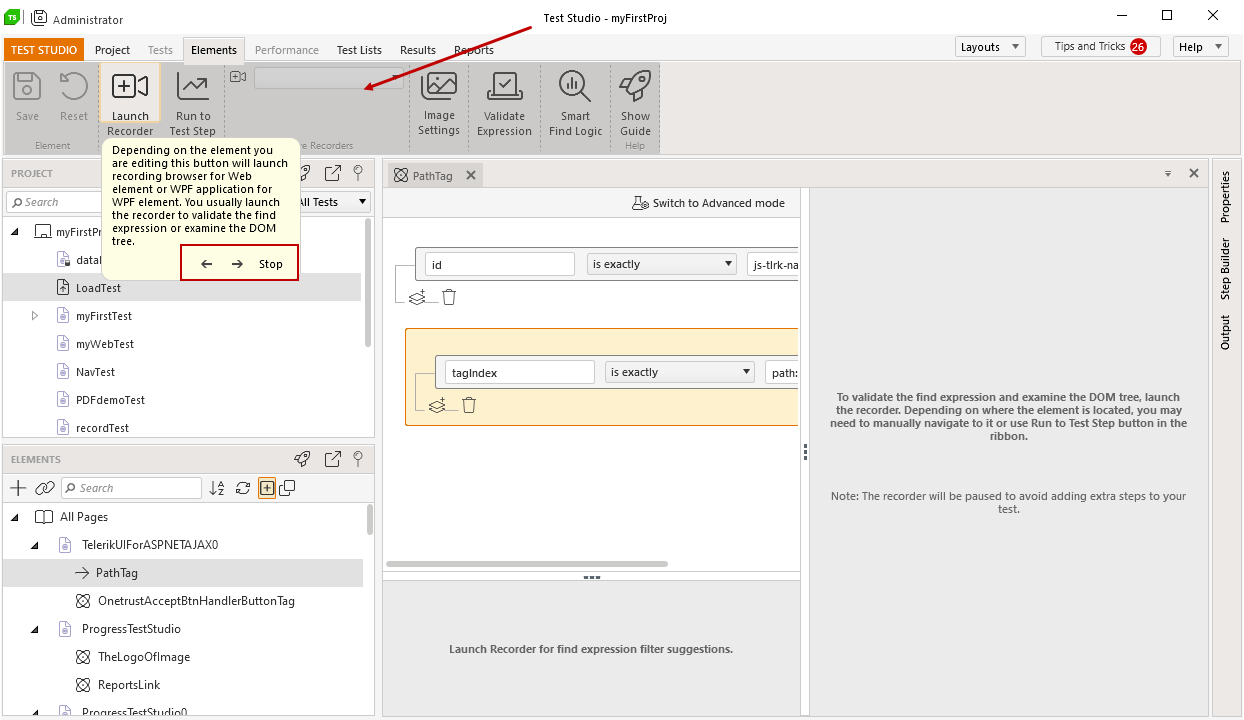 TS
Administrator
Test Studio - myFirstProj
TEST STUDIO
Project
Tests
Elements
Performance
Test Lists
Results
Reports
Layouts
Tips and Tricks 26
Help
Save
Reset
Launch
Recorder
Run to
Test Step
Image
Settings
Validate
Expression
Smart
Find Logic
Show
Guide
Element
Recorders
Help
Depending on the element you
are editing this button will launch
recording browser for Web
element or WPF application for
WPF element. You usually launch
the recorder to validate the find
expression or examine the DOM
tree.
Stop
PROJECT
Search
All Tests
myFirstPr
LoadTest
myFirstTest
myWebTest
NavTest
PDFdemoTest
recordTest
ELEMENTS
Search
All Pages
TelerikUIForASPNETAJAX0
PathTag
OnetrustAcceptBtnHandlerButtonTag
ProgressTestStudio
TheLogoOfImage
ReportsLink
ProgressTestStudio0
PathTag
Switch to Advanced mode
id
is exactly
js-tlrk-na
tagIndex
is exactly
path:
Launch Recorder for find expression filter suggestions.
To validate the find expression and examine the DOM tree, launch
the recorder. Depending on where the element is located, you may
need to manually navigate to it or use Run to Test Step button in the
ribbon.
Note: The recorder will be paused to avoid adding extra steps to your
test.
Properties
Step Builder
Output